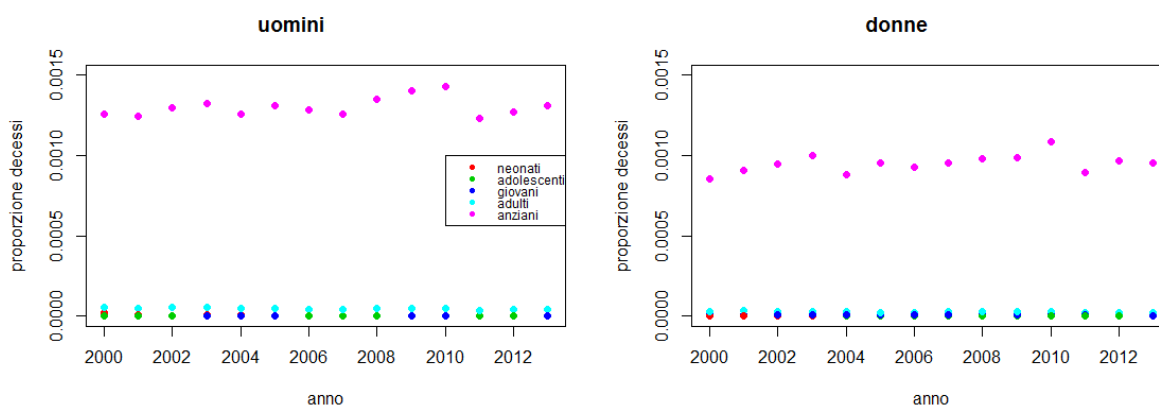 uomini
proporzione decessi
0.0015
0.0010
0.0005
0.0000
neonati
adolescenti
giovani
adulti
anziani
2000 2002 2004 2006 2008 2010 2012
anno
donne
proporzione decessi
0.0015
0.0010
0.0005
0.0000
2000 2002 2004 2006 2008 2010 2012
anno